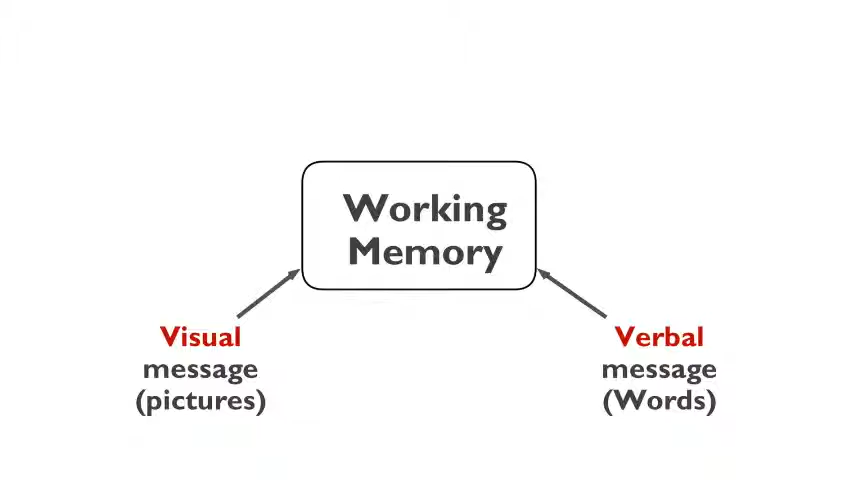 Working
Memory
Visual
message
(pictures)
Verbal
message
(Words)